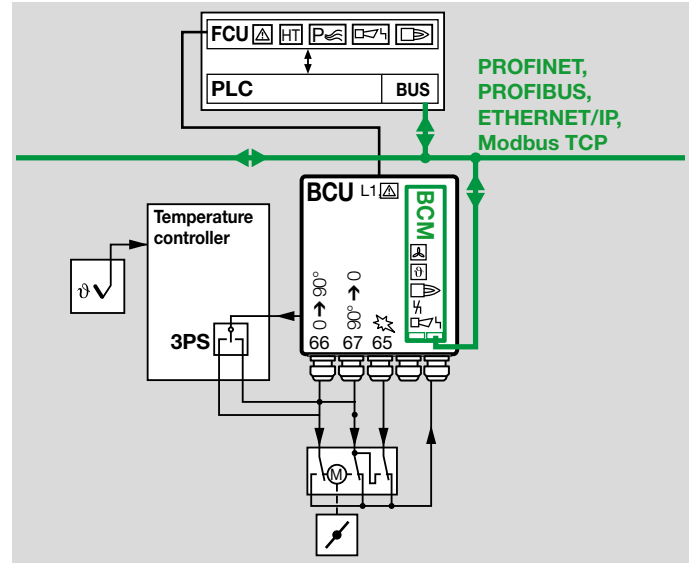 FCU HT P
PLC BUS
PROFINET,
PROFIBUS,
ETHERNET/IP,
Modbus TCP
BCU L1
BCM
ϑ
Temperature
controller
ϑ
3PS
0 → 90°
90° → 0
66 67 65
M